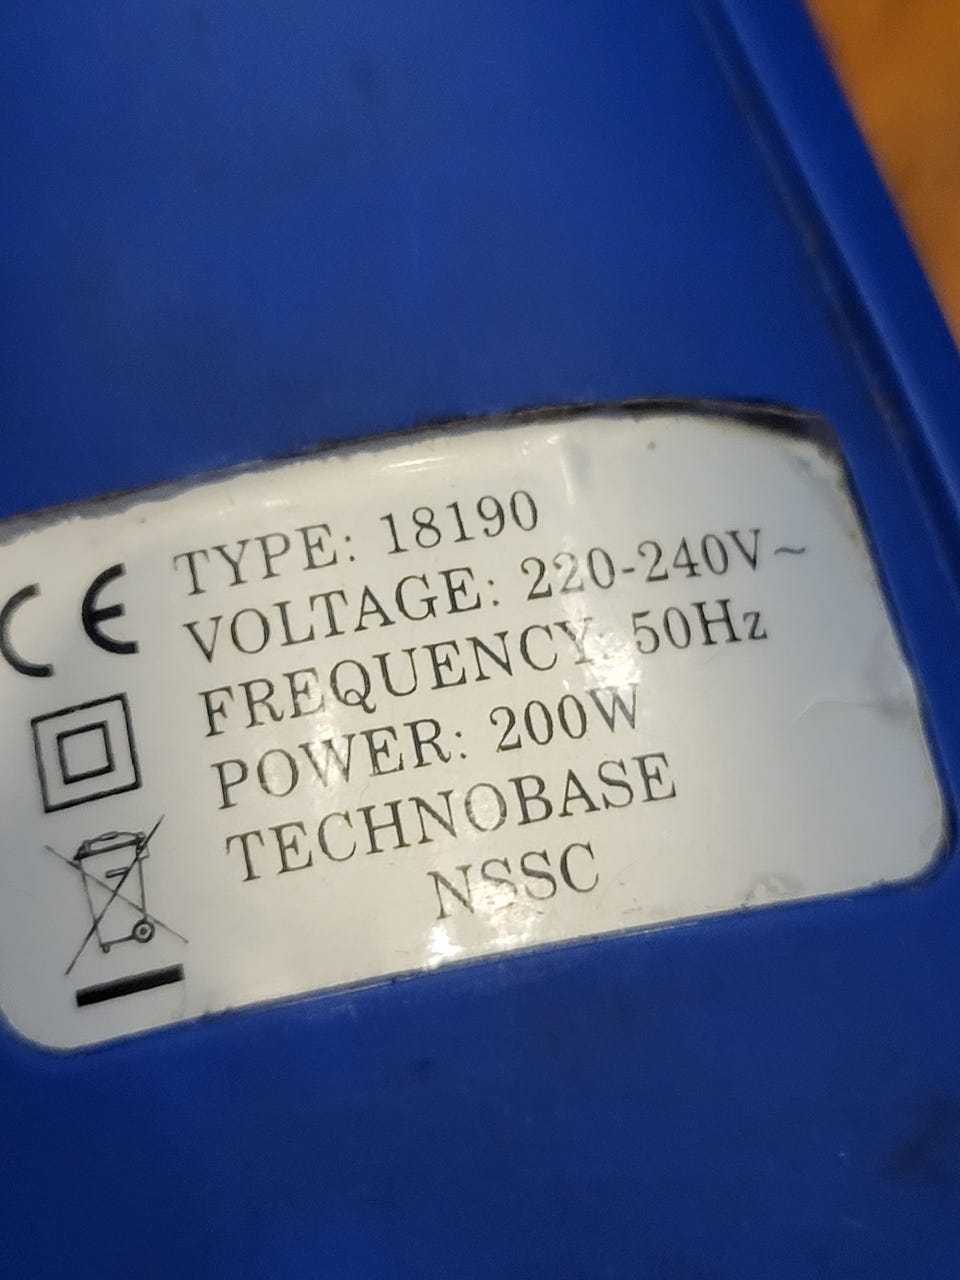 CE
TYPE: 18190
VOLTAGE: 220-240V~
FREQUENCY: 50Hz
POWER: 200W
TECHNOBASE
NSSC